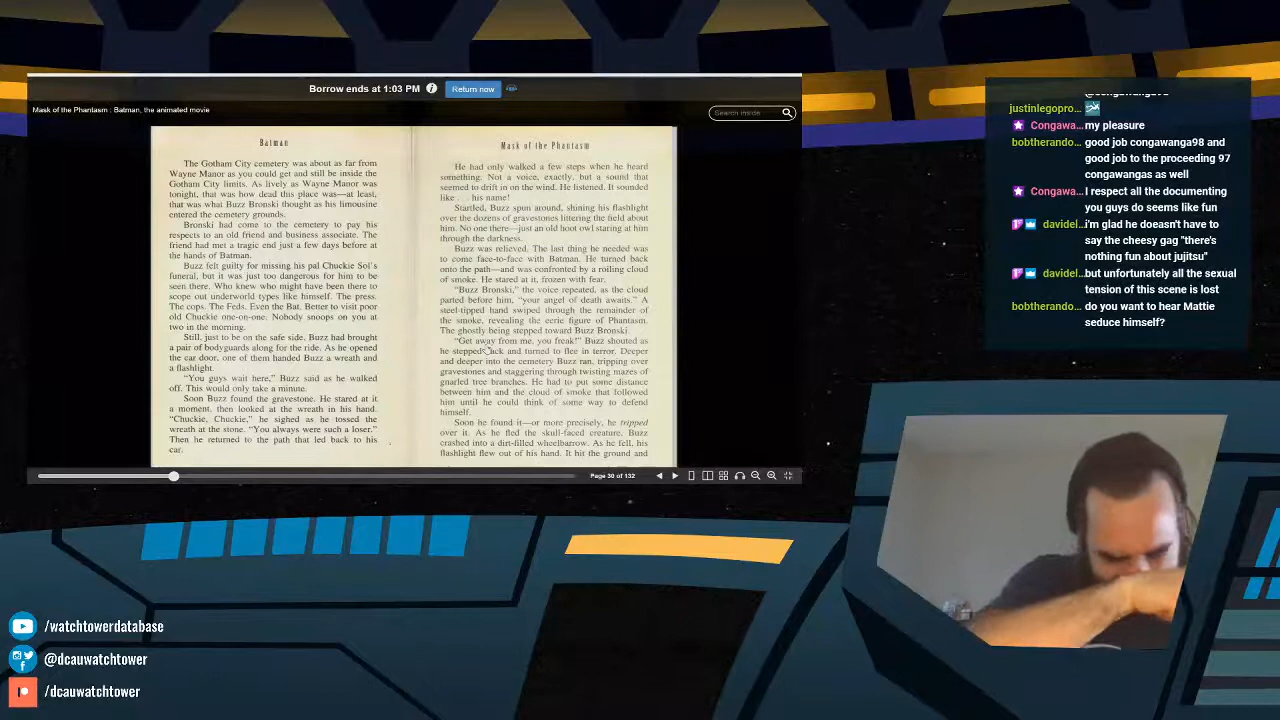 Borrow ends at 1:03 PM
Return now
Mask of the Phantasm : Batman, the animated movie
Search inside
Batman
The Gotham City cemetery was about as far from
Wayne Manor as you could get and still be inside the
Gotham City limits. As lively as Wayne Manor was
tonight, that was how dead this place was—at least,
that was what Buzz Bronski thought as his limousine
entered the cemetery grounds.
Bronski had come to the cemetery to pay his
respects to an old friend and business associate. The
friend had met a tragic end just a few days before at
the hands of Batman.
Buzz felt guilty for missing his pal Chuckie Sol's
funeral, but it was just too dangerous for him to be
seen there. Who knew who might have been there to
scope out underworld types like himself. The press.
The cops. The Feds. Even the Bat. Better to visit poor
old Chuckie one-on-one. Nobody snoops on you at
two in the morning.
Still, just to be on the safe side, Buzz had brought
a pair of bodyguards along for the ride. As he opened
the car door, one of them handed Buzz a wreath and
a flashlight.
"You guys wait here," Buzz said as he walked
off. This would only take a minute.
Soon Buzz found the gravestone. He stared at it
a moment, then looked at the wreath in his hand.
"Chuckie, Chuckie," he sighed as he tossed the
wreath at the stone. "You always were such a loser."
Then he returned to the path that led back to his
car.
Mask of the Phantasm
He had only walked a few steps when he heard
something. Not a voice, exactly, but a sound that
seemed to drift in on the wind. He listened. It sounded
like . . . his name!
Startled, Buzz spun around, shining his flashlight
over the dozens of gravestones littering the field about
him. No one there—just an old hoot owl staring at him
through the darkness.
Buzz was relieved. The last thing he needed was
to come face-to-face with Batman. He turned back
onto the path—and was confronted by a roiling cloud
of smoke. He stared at it, frozen with fear.
"Buzz Bronski," the voice repeated, as the cloud
parted before him, "your angel of death awaits." A
steel-tipped hand swiped through the remainder of
the smoke, revealing the eerie figure of Phantasm.
The ghostly being stepped toward Buzz Bronski.
"Get away from me, you freak!" Buzz shouted as
he stepped back and turned to flee in terror. Deeper
and deeper into the cemetery Buzz ran, tripping over
gravestones and staggering through twisting mazes of
gnarled tree branches. He had to put some distance
between him and the cloud of smoke that followed
him until he could think of some way to defend
himself.
Soon he found it—or more precisely, he tripped
over it. As he fled the skull-faced creature, Buzz
crashed into a dirt-filled wheelbarrow. As he fell, his
flashlight flew out of his hand. It hit the ground and
Page 30 of 132
justinlegopro...
Congawa... my pleasure
bobtherando... good job congawanga98 and
good job to the proceeding 97
congawangas as well
Congawa... I respect all the documenting
you guys do seems like fun
davidel... i'm glad he doesn't have to
say the cheesy gag "there's
nothing fun about jujitsu"
davidel... but unfortunately all the sexual
tension of this scene is lost
bobtherando... do you want to hear Mattie
seduce himself?
/watchtowerdatabase
@dcauwatchtower
/dcauwatchtower